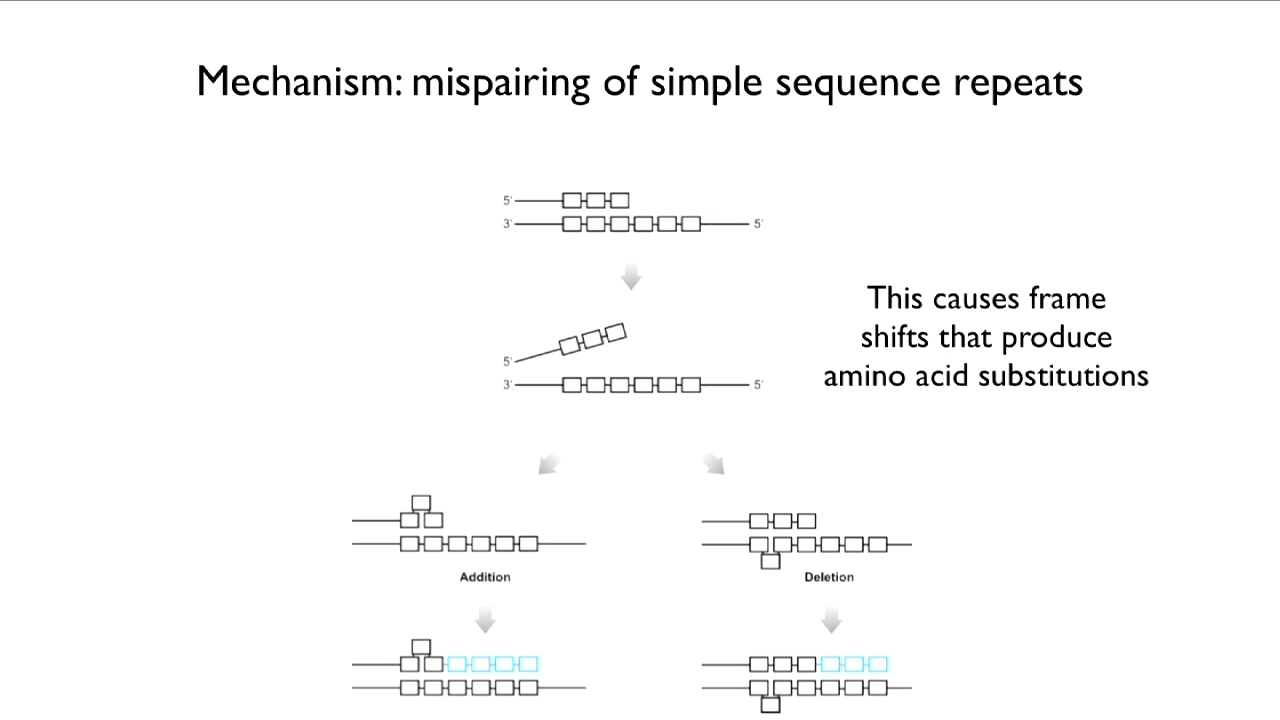 Mechanism: mispairing of simple sequence repeats
5'
3' 5'
This causes frame
shifts that produce
amino acid substitutions
5'
3' 5'
Addition
Deletion